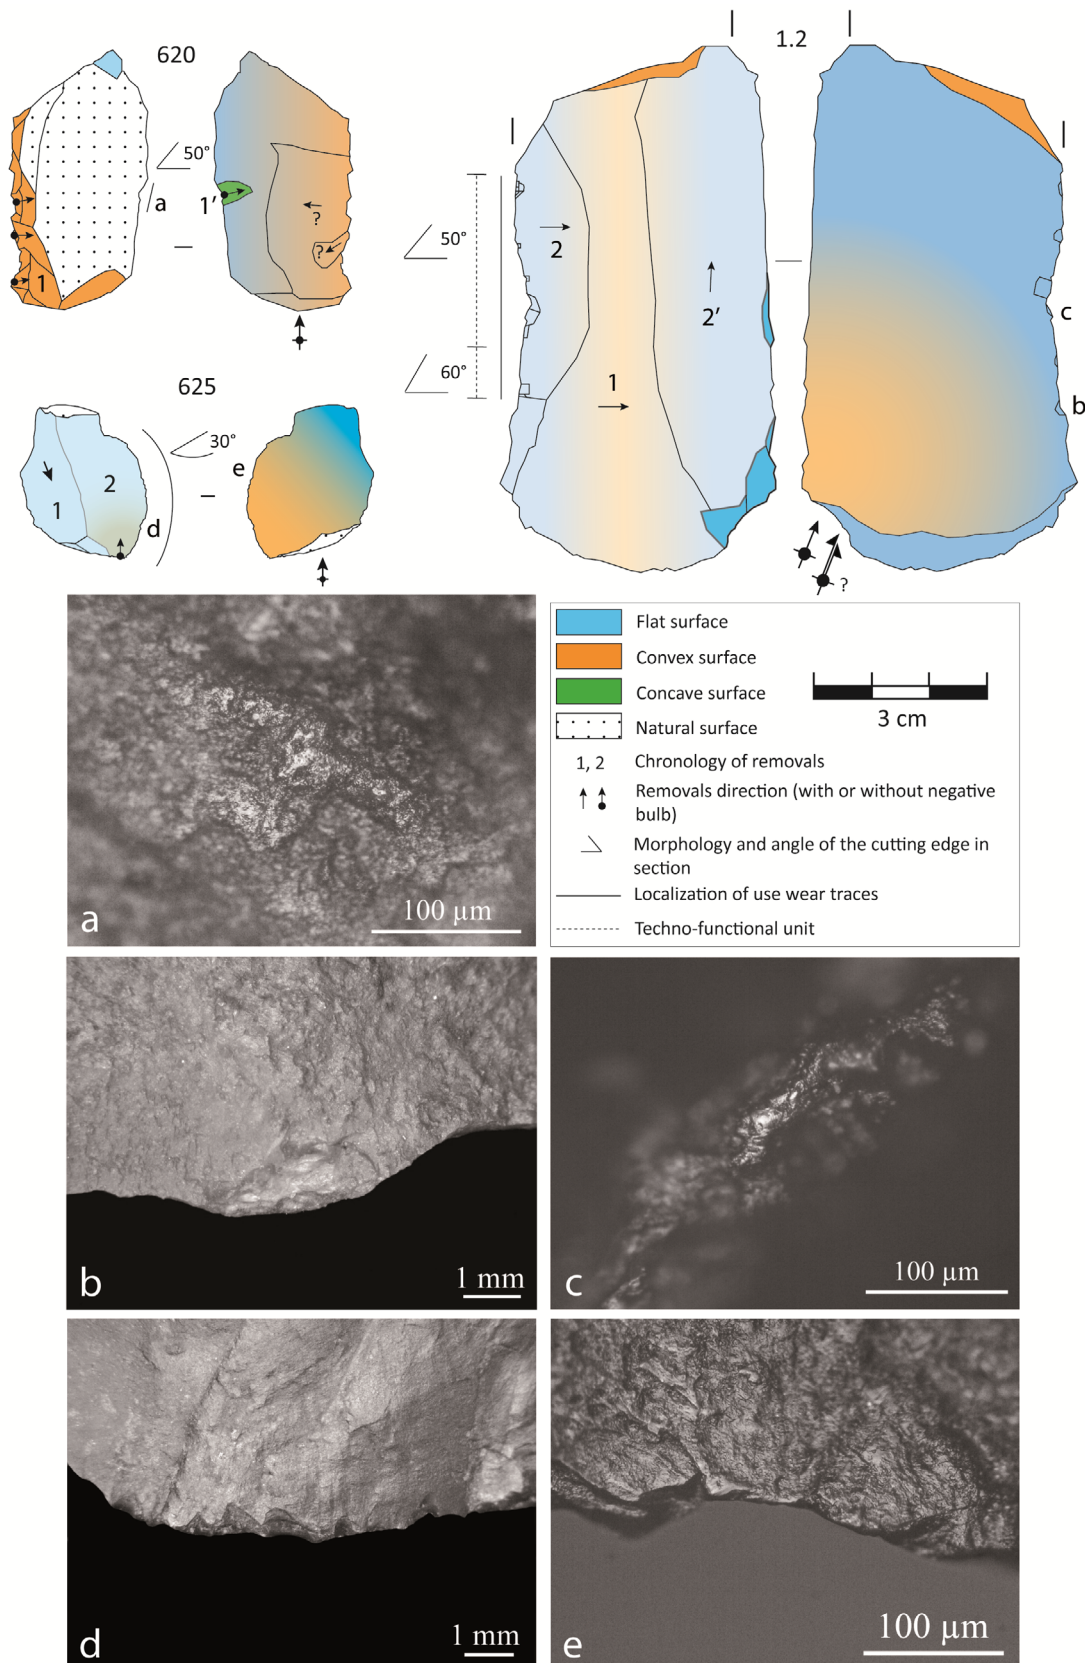 620
1.2
50°
a
1'
?
?
1
50°
2
2'
c
60°
b
1
625
30°
e
2
1
d
?
Flat surface
Convex surface
Concave surface
Natural surface
3 cm
1, 2
Chronology of removals
Removals direction (with or without negative
bulb)
Morphology and angle of the cutting edge in
section
Localization of use wear traces
Techno-functional unit
100 µm
a
b
1 mm
c
100 µm
d
1 mm
e
100 µm